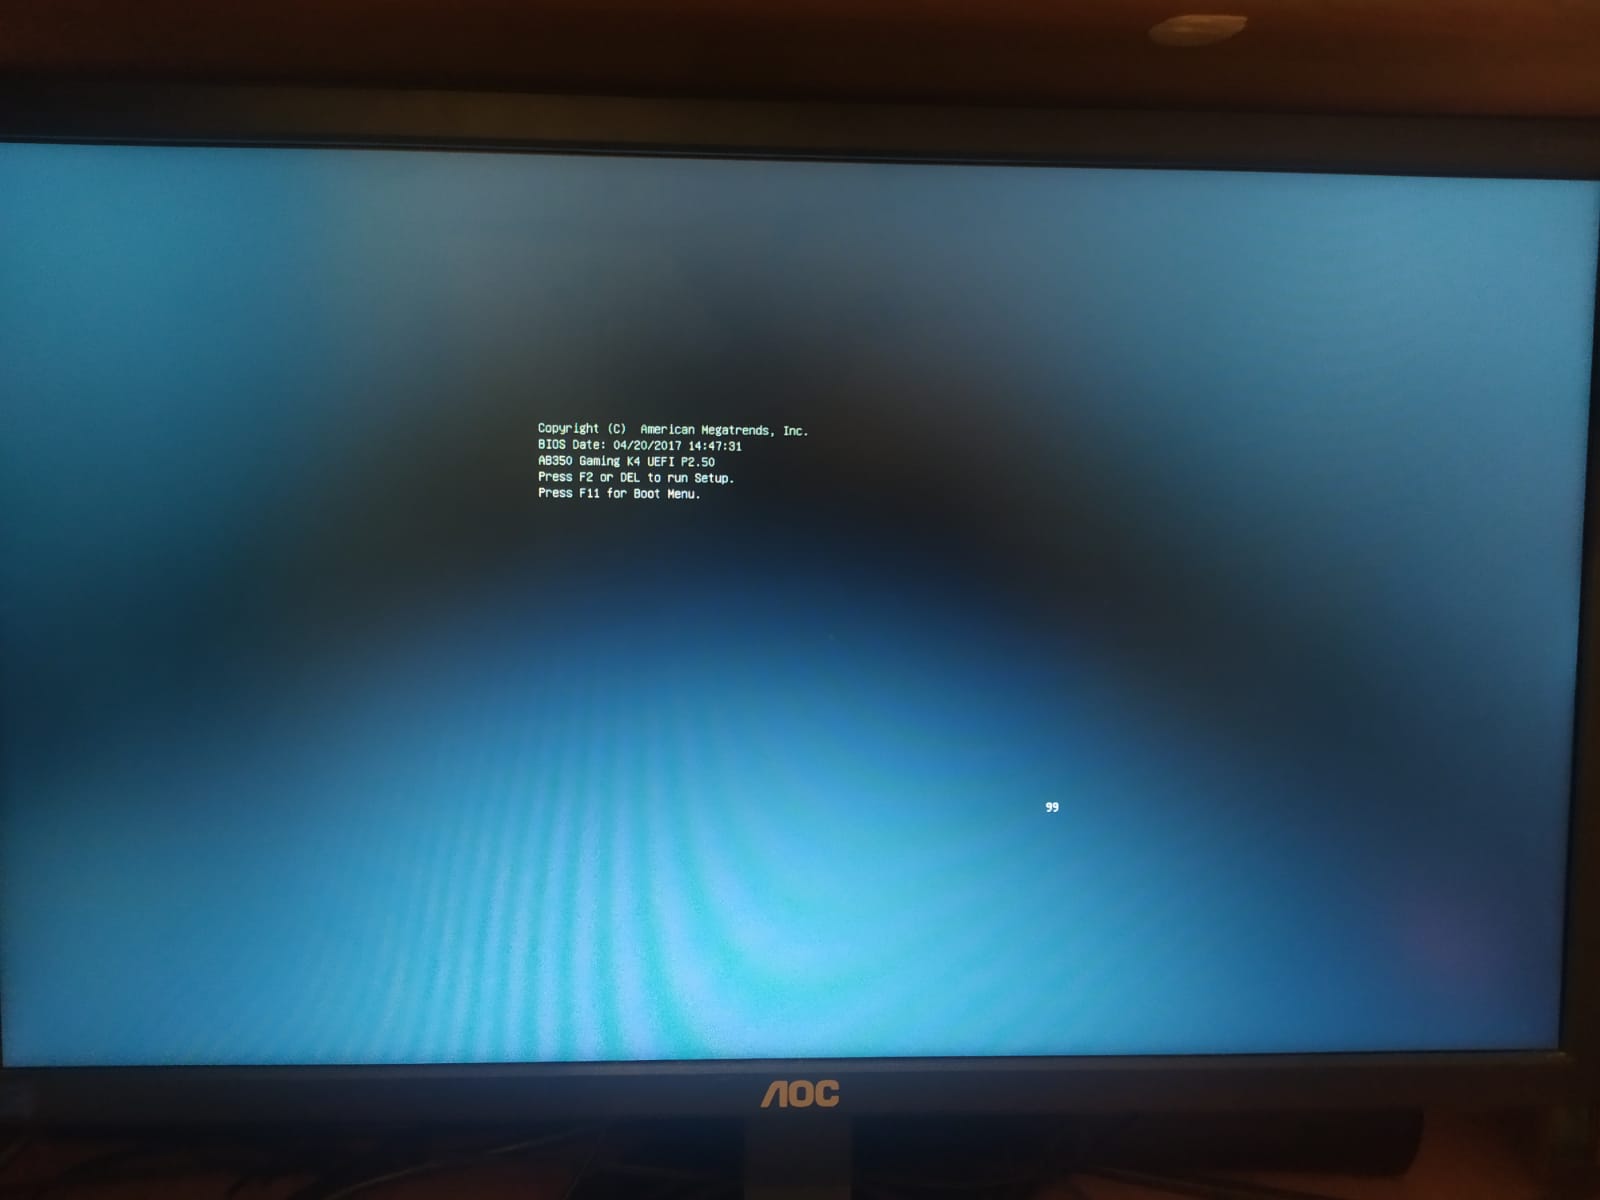 Copyright (C)  American Megatrends, Inc.
BIOS Date: 04/20/2017 14:47:31
AB350 Gaming K4 UEFI P2.50
Press F2 or DEL to run Setup.
Press F11 for Boot Menu.
99
AOC